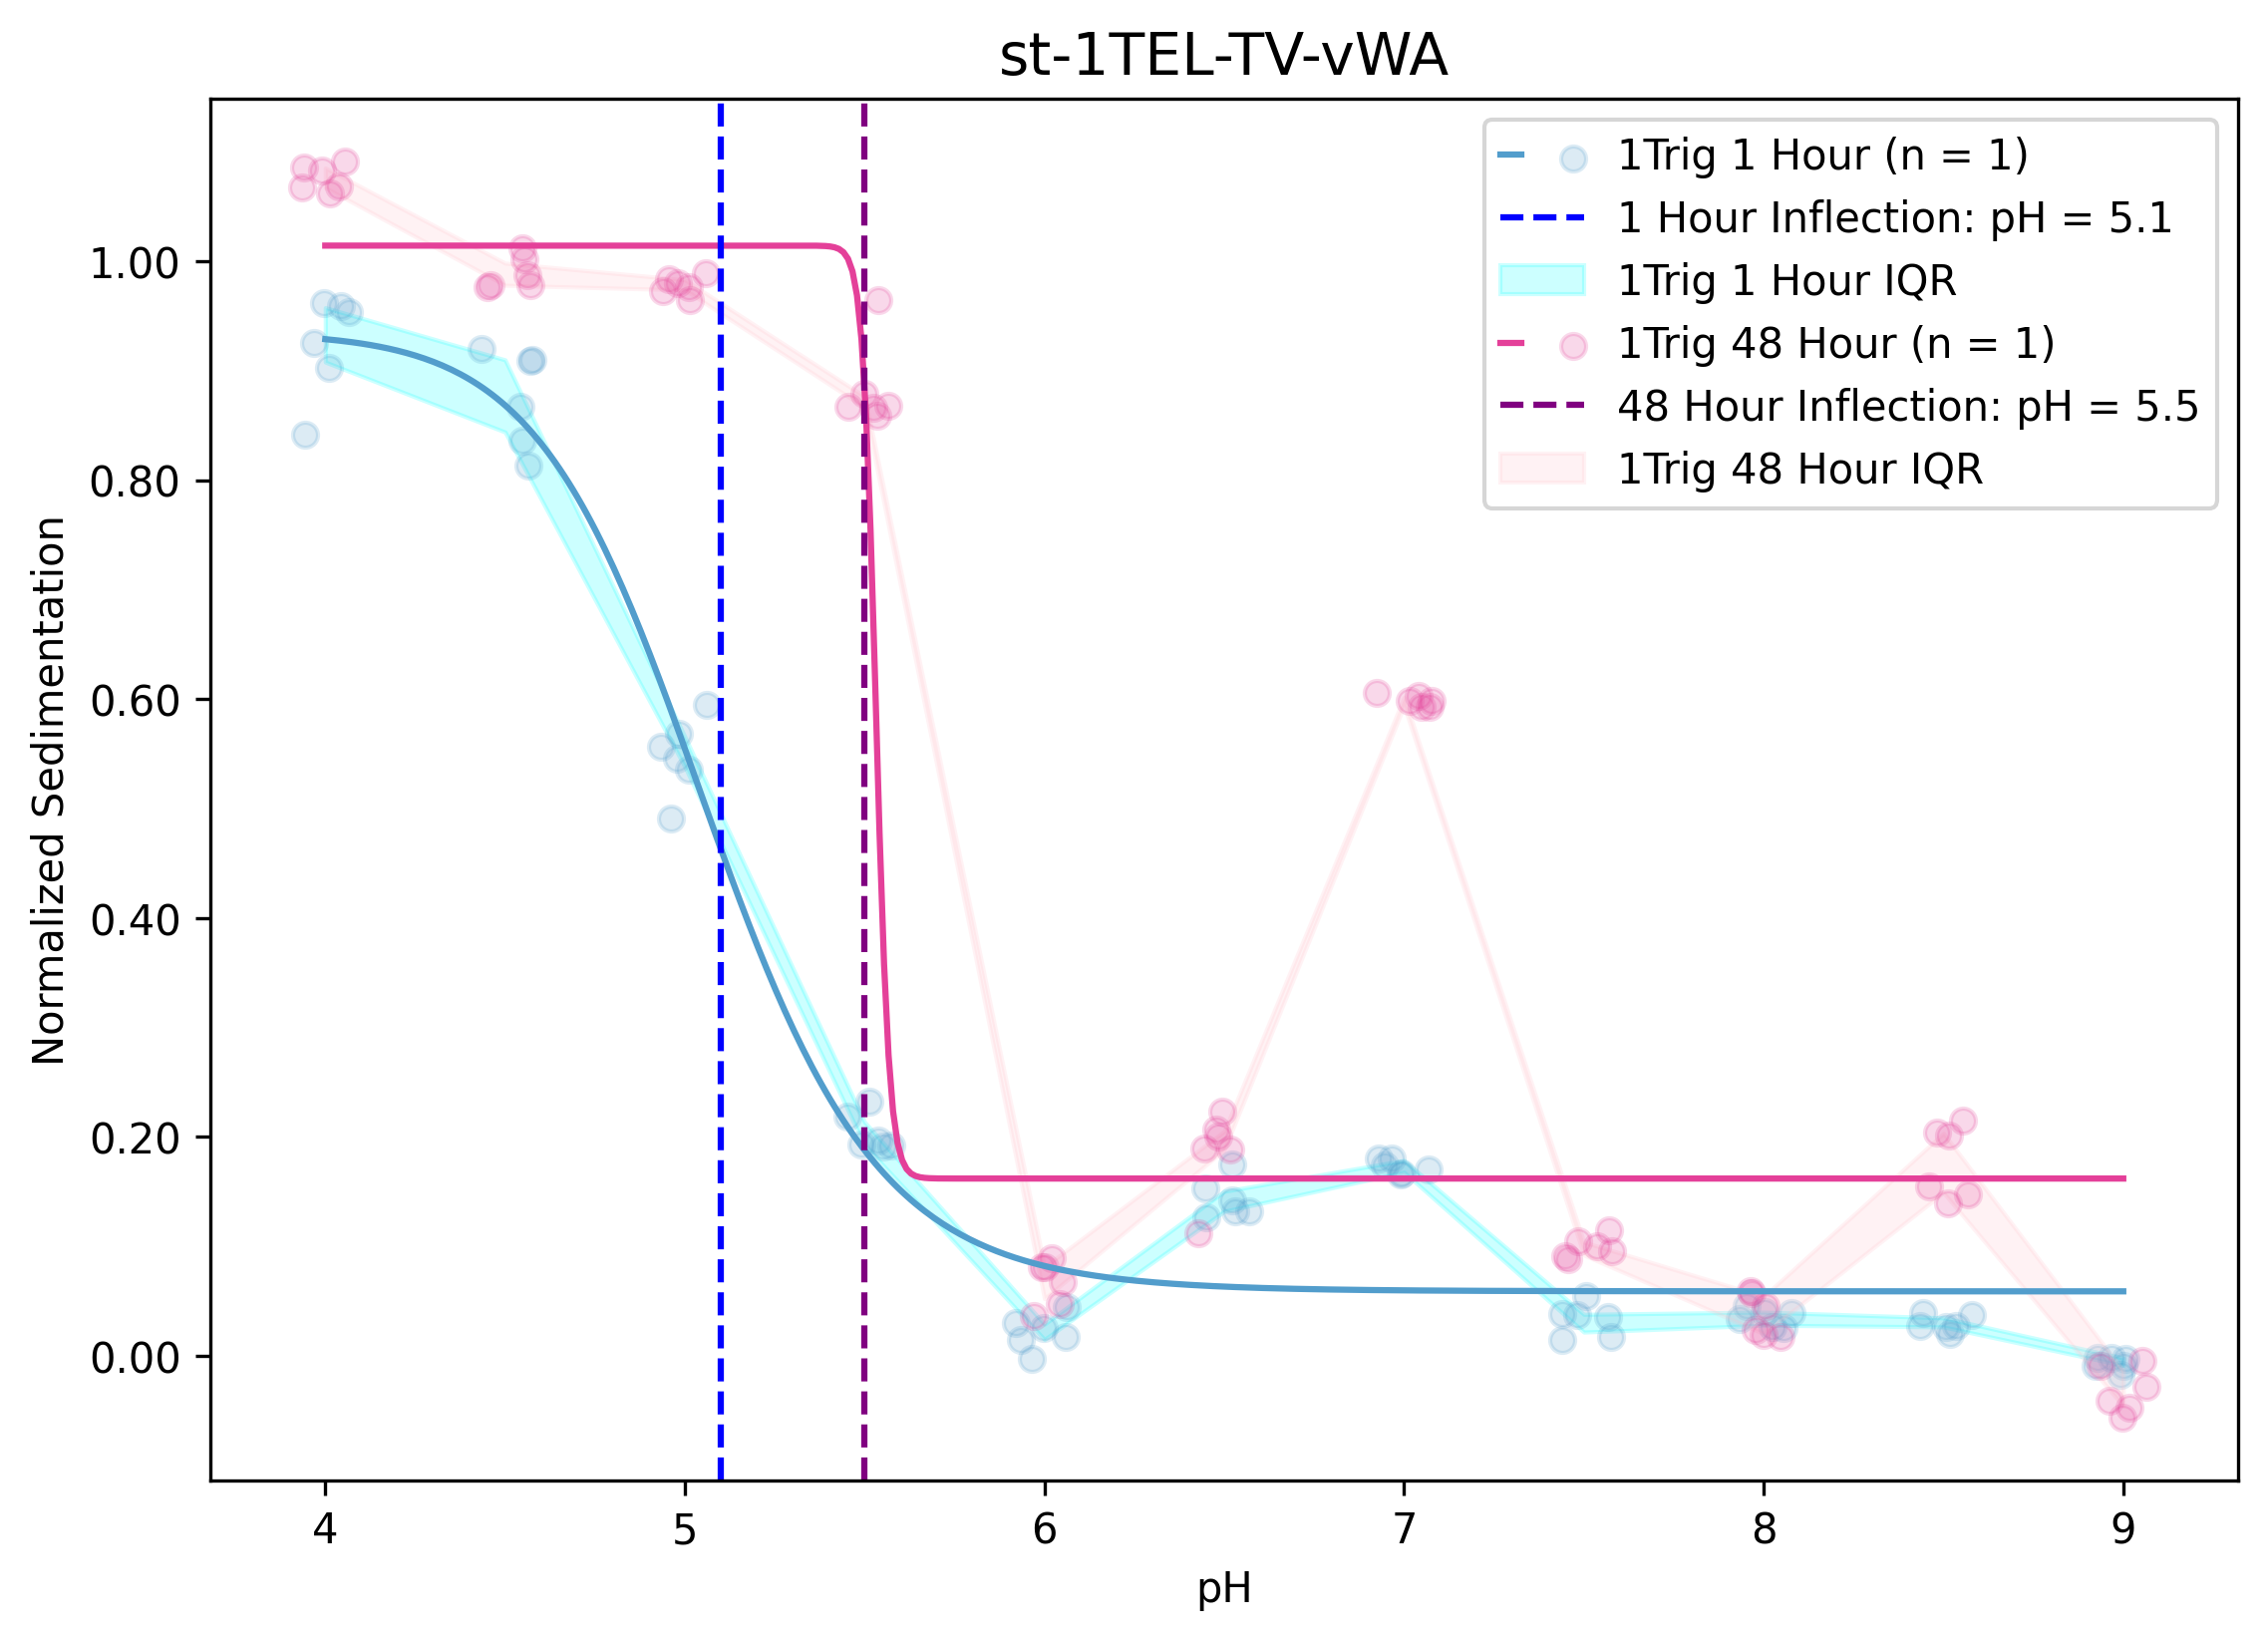 st-1TEL-TV-vWA
1Trig 1 Hour (n = 1)
1 Hour Inflection: pH = 5.1
1Trig 1 Hour IQR
1Trig 48 Hour (n = 1)
48 Hour Inflection: pH = 5.5
1Trig 48 Hour IQR
Normalized Sedimentation
1.00
0.80
0.60
0.40
0.20
0.00
4 5 6 7 8 9
pH